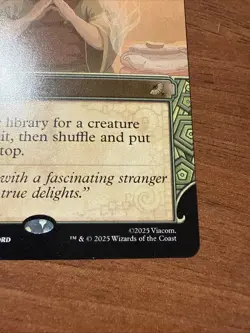 library for a creature
it, then shuffle and put
top.
with a fascinating stranger
true delights.”
©2025 Viacom.
ORD
™ & © 2025 Wizards of the Coast